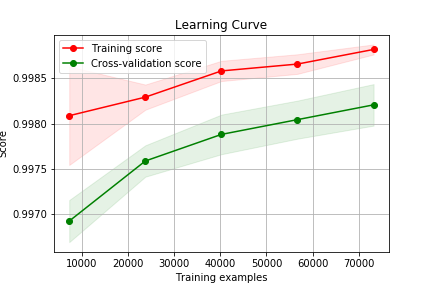 Learning Curve
Training score
Cross-validation score
0.9985
0.9980
0.9975
0.9970
Score
10000 20000 30000 40000 50000 60000 70000
Training examples